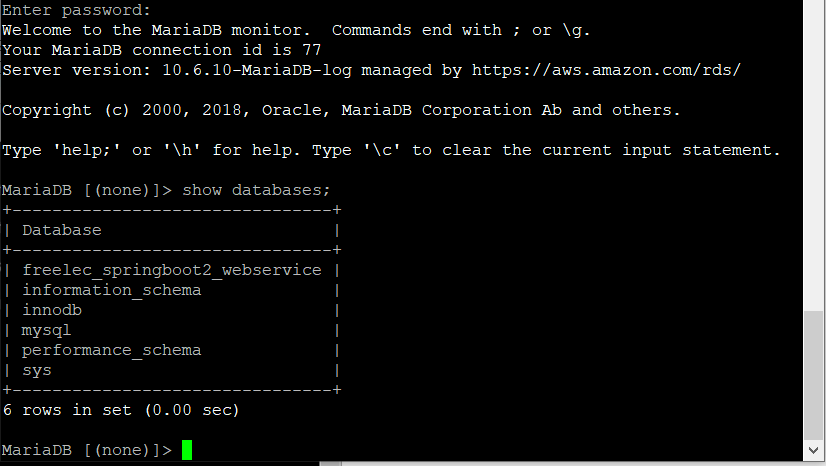 Enter password:
Welcome to the MariaDB monitor.  Commands end with ; or \g.
Your MariaDB connection id is 77
Server version: 10.6.10-MariaDB-log managed by https://aws.amazon.com/rds/
Copyright (c) 2000, 2018, Oracle, MariaDB Corporation Ab and others.
Type 'help;' or '\h' for help. Type '\c' to clear the current input statement.
MariaDB [(none)]> show databases;
+--------------------------------+
| Database                       |
+--------------------------------+
| freelec_springboot2_webservice |
| information_schema             |
| innodb                         |
| mysql                          |
| performance_schema             |
| sys                            |
+--------------------------------+
6 rows in set (0.00 sec)
MariaDB [(none)]>